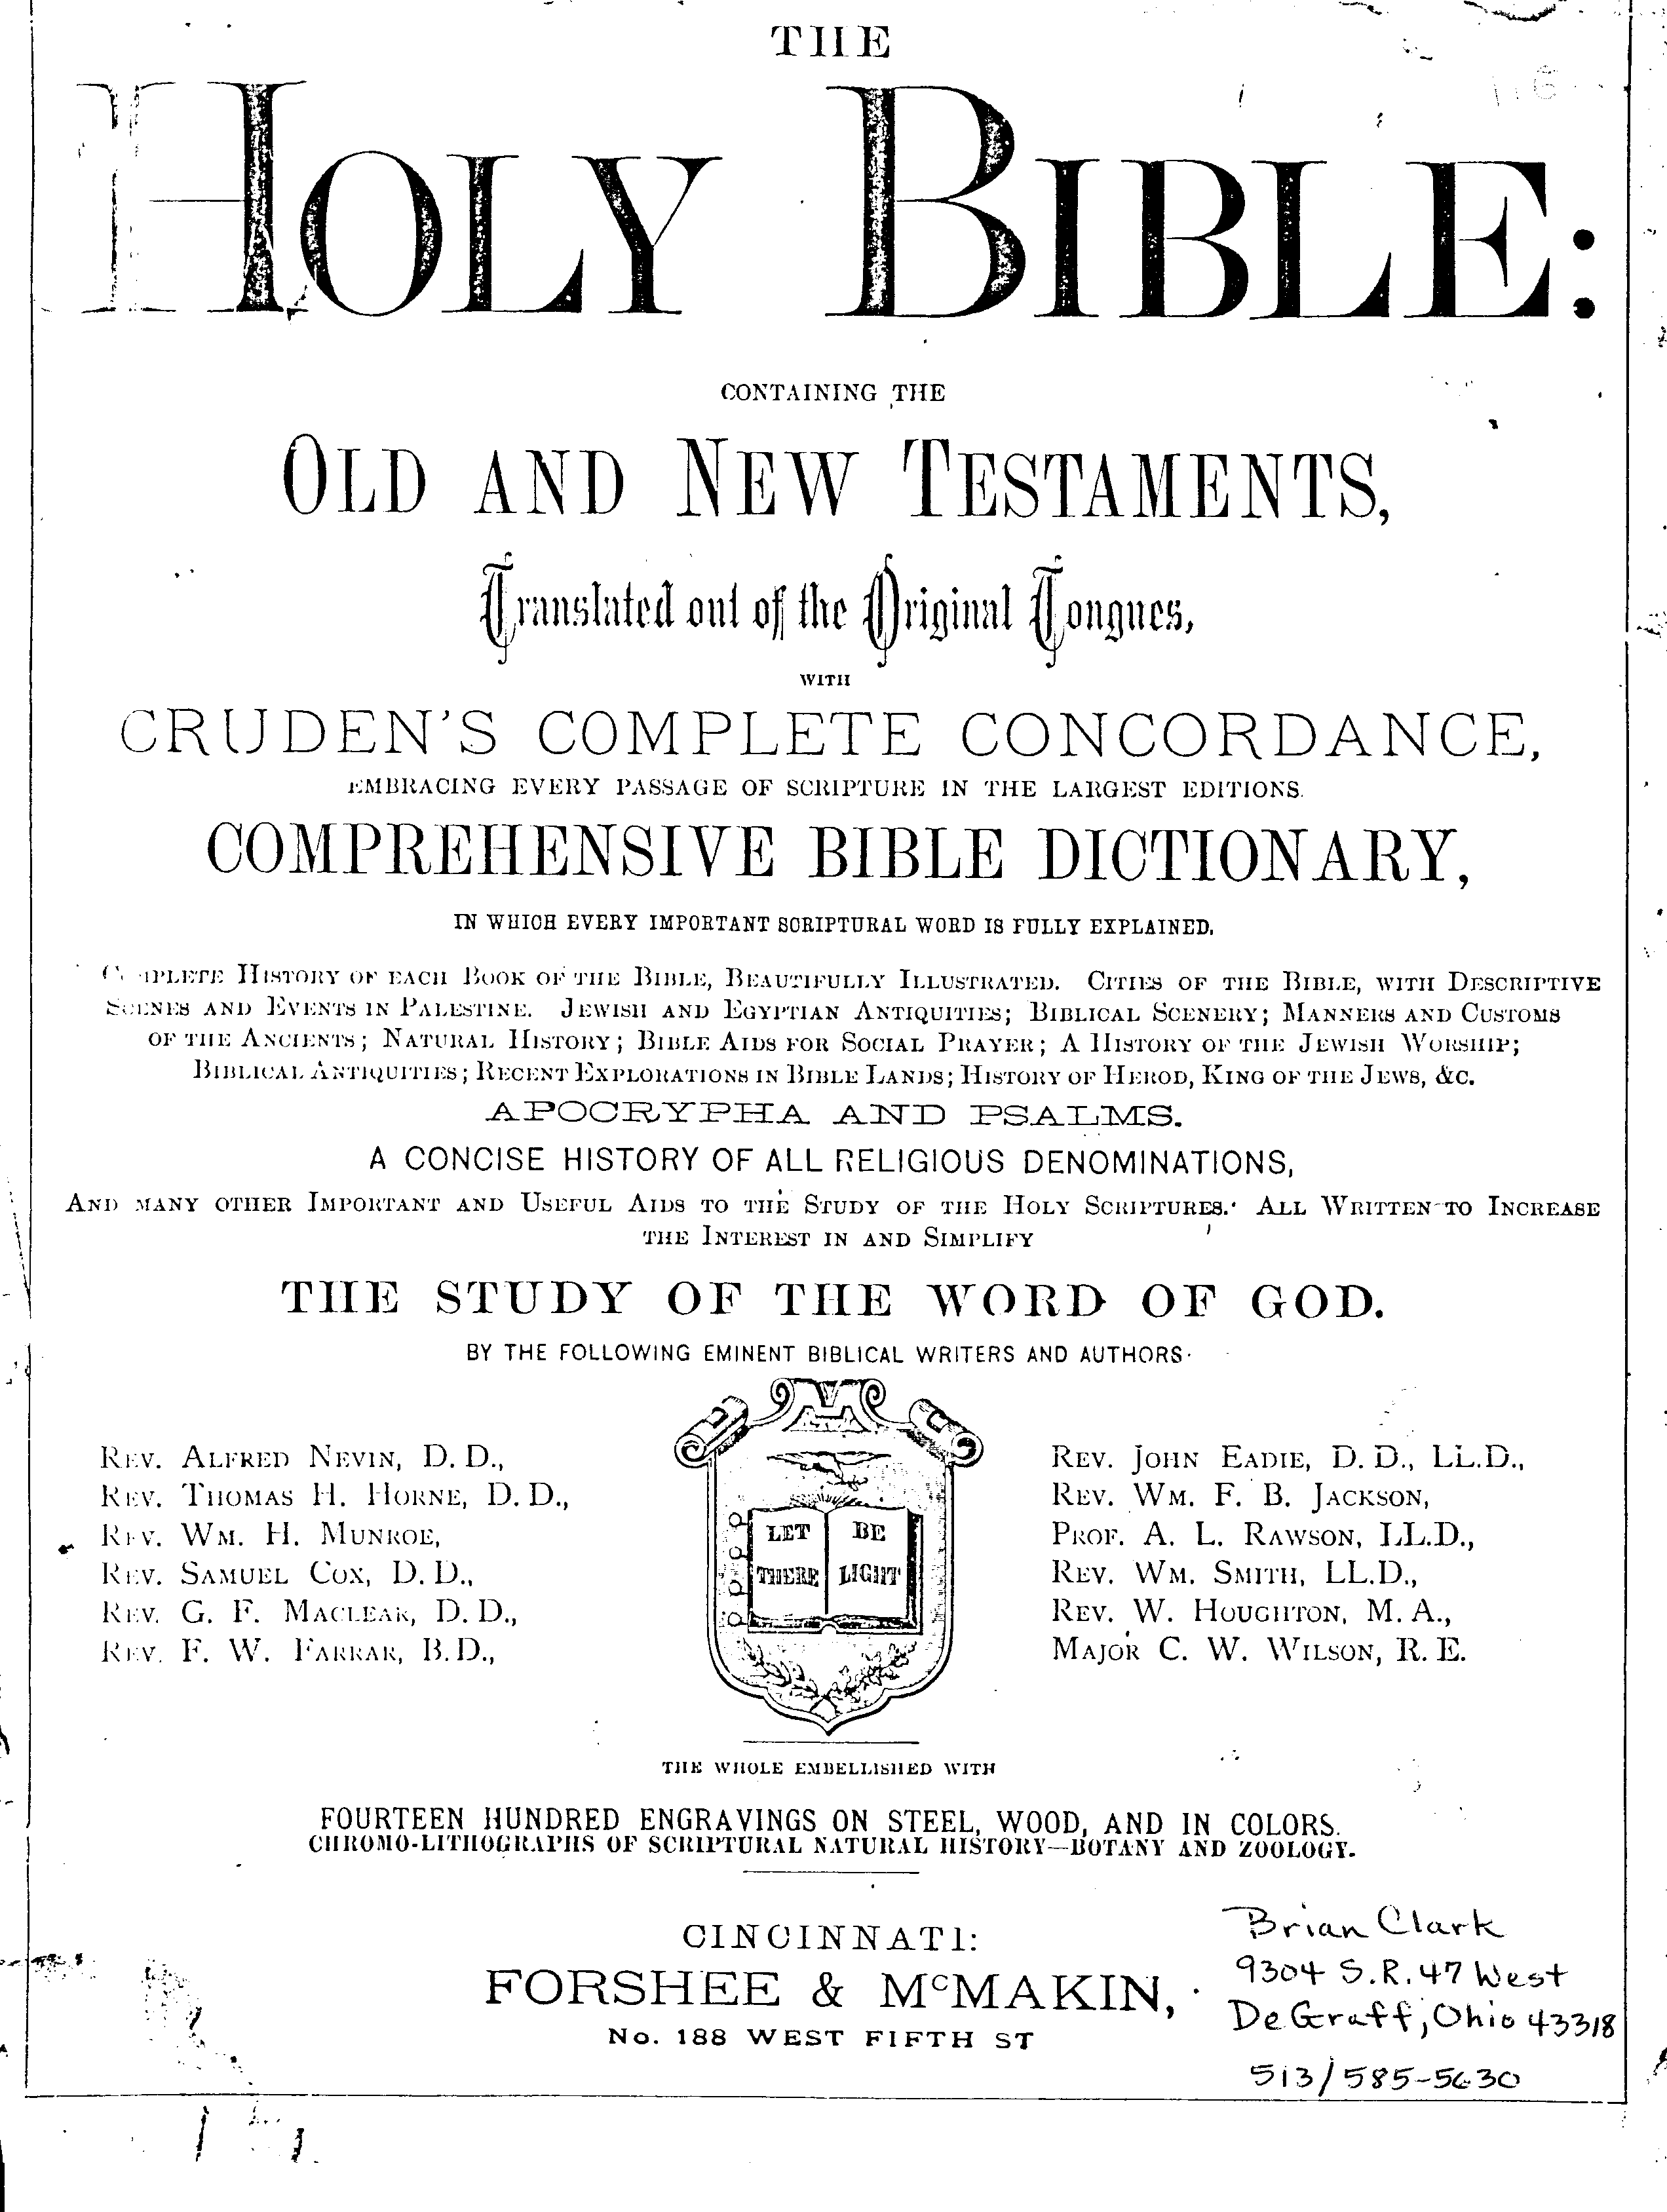 THE
HOLY BIBLE:
CONTAINING THE
OLD AND NEW TESTAMENTS,
Translated out of the Original Tongues,
WITH
CRUDEN'S COMPLETE CONCORDANCE,
EMBRACING EVERY PASSAGE OF SCRIPTURE IN THE LARGEST EDITIONS.
COMPREHENSIVE BIBLE DICTIONARY,
IN WHICH EVERY IMPORTANT SCRIPTURAL WORD IS FULLY EXPLAINED.
COMPLETE HISTORY OF EACH BOOK OF THE BIBLE, BEAUTIFULLY ILLUSTRATED. CITIES OF THE BIBLE, WITH DESCRIPTIVE
SCENES AND EVENTS IN PALESTINE. JEWISH AND EGYPTIAN ANTIQUITIES; BIBLICAL SCENERY; MANNERS AND CUSTOMS
OF THE ANCIENTS; NATURAL HISTORY; BIBLE AIDS FOR SOCIAL PRAYER; A HISTORY OF THE JEWISH WORSHIP;
BIBLICAL ANTIQUITIES; RECENT EXPLORATIONS IN BIBLE LANDS; HISTORY OF HEROD, KING OF THE JEWS, &C.
APOCRYPHA AND PSALMS.
A CONCISE HISTORY OF ALL RELIGIOUS DENOMINATIONS,
AND MANY OTHER IMPORTANT AND USEFUL AIDS TO THE STUDY OF THE HOLY SCRIPTURES. ALL WRITTEN TO INCREASE
THE INTEREST IN AND SIMPLIFY
THE STUDY OF THE WORD OF GOD.
BY THE FOLLOWING EMINENT BIBLICAL WRITERS AND AUTHORS.
REV. ALFRED NEVIN, D. D.,
REV. THOMAS H. HORNE, D. D.,
REV. WM. H. MUNROE,
REV. SAMUEL COX, D. D.,
REV. G. F. MACLEAR, D. D.,
REV. F. W. FARRAR, B. D.,
LET BE
THERE LIGHT
REV. JOHN EADIE, D. D., LL.D.,
REV. WM. F. B. JACKSON,
PROF. A. L. RAWSON, LL.D.,
REV. WM. SMITH, LL.D.,
REV. W. HOUGHTON, M. A.,
MAJOR C. W. WILSON, R. E.
THE WHOLE EMBELLISHED WITH
FOURTEEN HUNDRED ENGRAVINGS ON STEEL, WOOD, AND IN COLORS.
CHROMO-LITHOGRAPHS OF SCRIPTURAL NATURAL HISTORY—BOTANY AND ZOOLOGY.
CINCINNATI:
FORSHEE & McMAKIN,
No. 188 WEST FIFTH ST
Brian Clark
9304 S.R. 47 West
DeGraff, Ohio 43318
513/585-5630